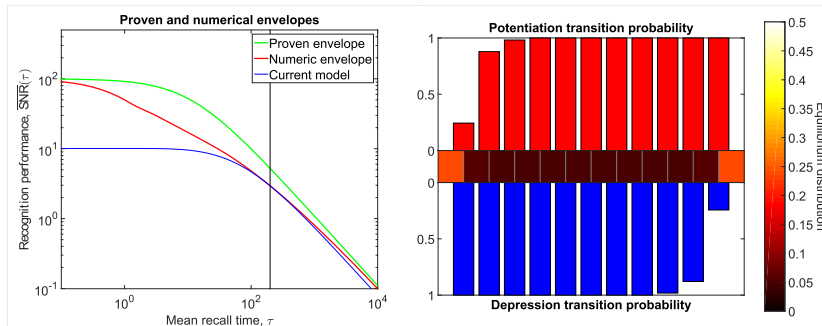 Proven and numerical envelopes
Recognition performance, SNR(τ)
10^2
10^1
10^0
10^-1
Proven envelope
Numeric envelope
Current model
10^0
10^2
10^4
Mean recall time, τ
Potentiation transition probability
1
0.5
0
0
0.5
1
Depression transition probability
0.5
0.45
0.4
0.35
0.3
0.25
0.2
0.15
0.1
0.05
0
Equilibrium distribution